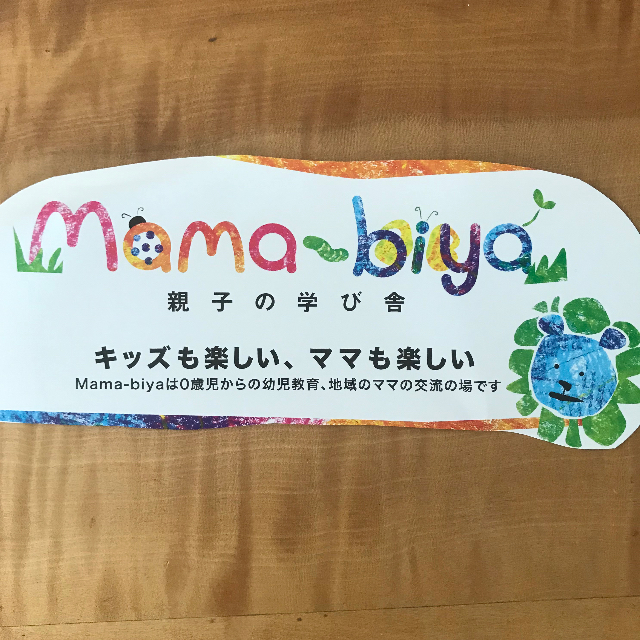 Mama-biya
親子の学び舎
キッズも楽しい、ママも楽しい
Mama-biyaは0歳児からの幼児教育、地域のママの交流の場です